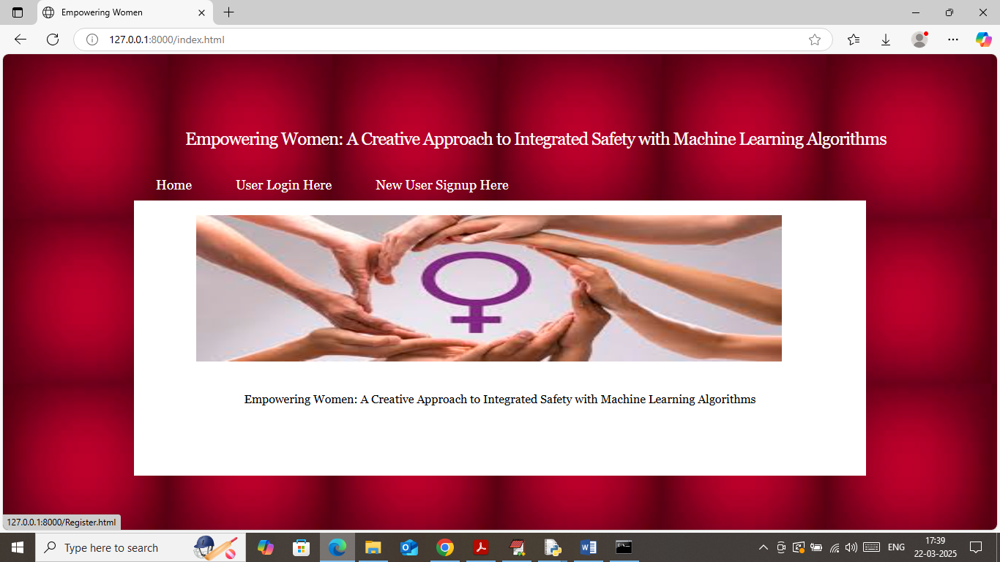 Empowering Women
127.0.0.1:8000/index.html
Empowering Women: A Creative Approach to Integrated Safety with Machine Learning Algorithms
Home User Login Here New User Signup Here
Empowering Women: A Creative Approach to Integrated Safety with Machine Learning Algorithms
127.0.0.1:8000/Register.html
Type here to search
ENG
17:39
22-03-2025